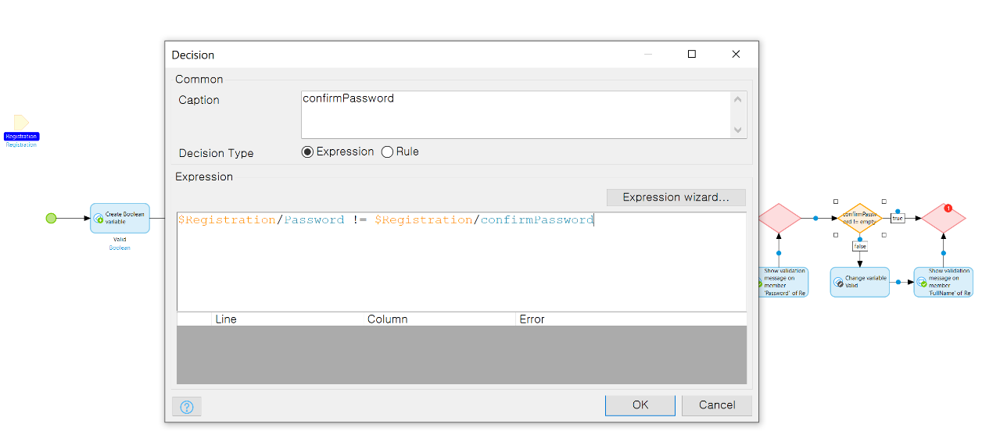 Decision
Common
Caption
confirmPassword
Decision Type
Expression
Rule
Expression
Expression wizard...
$Registration/Password != $Registration/confirmPassword
Line
Column
Error
OK
Cancel
Registration
Registration
Create Boolean
variable
Valid
Boolean
confirmPassw
ord != empty
true
1
false
Show validation
message on
member
'Password' of Re
Change variable
Valid
Show validation
message on
member
'FullName' of Re